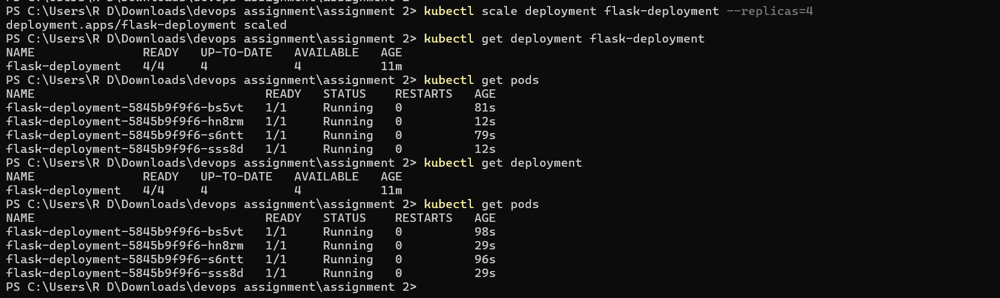 PS C:\Users\R D\Downloads\devops assignment\assignment 2> kubectl scale deployment flask-deployment --replicas=4
deployment.apps/flask-deployment scaled
PS C:\Users\R D\Downloads\devops assignment\assignment 2> kubectl get deployment flask-deployment
NAME               READY   UP-TO-DATE   AVAILABLE   AGE
flask-deployment   4/4     4            4           11m
PS C:\Users\R D\Downloads\devops assignment\assignment 2> kubectl get pods
NAME                                READY   STATUS    RESTARTS   AGE
flask-deployment-5845b9f9f6-bs5vt   1/1     Running   0          81s
flask-deployment-5845b9f9f6-hn8rm   1/1     Running   0          12s
flask-deployment-5845b9f9f6-s6ntt   1/1     Running   0          79s
flask-deployment-5845b9f9f6-sss8d   1/1     Running   0          12s
PS C:\Users\R D\Downloads\devops assignment\assignment 2> kubectl get deployment
NAME               READY   UP-TO-DATE   AVAILABLE   AGE
flask-deployment   4/4     4            4           11m
PS C:\Users\R D\Downloads\devops assignment\assignment 2> kubectl get pods
NAME                                READY   STATUS    RESTARTS   AGE
flask-deployment-5845b9f9f6-bs5vt   1/1     Running   0          98s
flask-deployment-5845b9f9f6-hn8rm   1/1     Running   0          29s
flask-deployment-5845b9f9f6-s6ntt   1/1     Running   0          96s
flask-deployment-5845b9f9f6-sss8d   1/1     Running   0          29s
PS C:\Users\R D\Downloads\devops assignment\assignment 2>